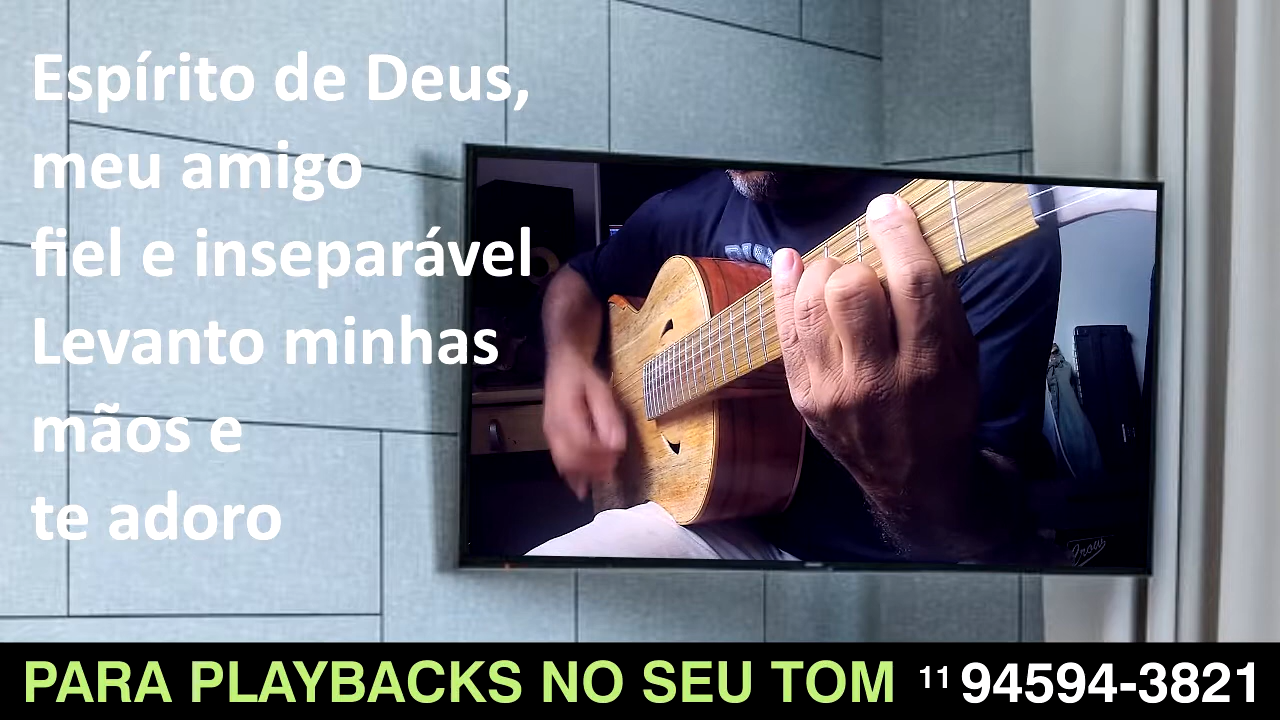 Espírito de Deus,
meu amigo
fiel e inseparável
Levanto minhas
mãos e
te adoro
PARA PLAYBACKS NO SEU TOM 11 94594-3821